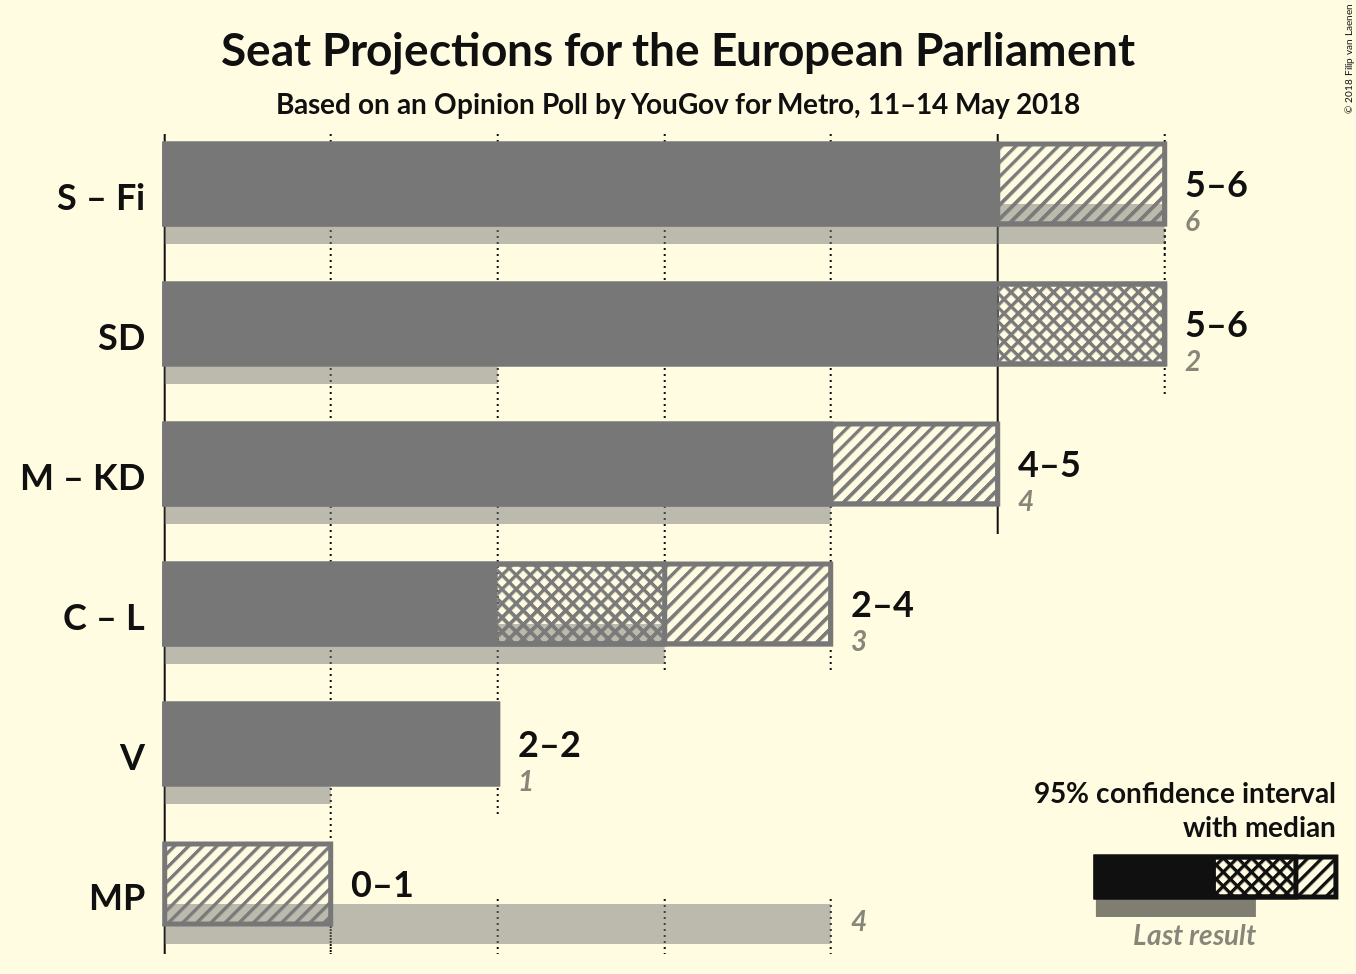 Seat Projections for the European Parliament
Based on an Opinion Poll by YouGov for Metro, 11–14 May 2018
© 2018 Filip van Laenen
S – Fi
5–6
6
SD
5–6
2
M – KD
4–5
4
C – L
2–4
3
V
2–2
1
MP
0–1
4
95% confidence interval
with median
Last result